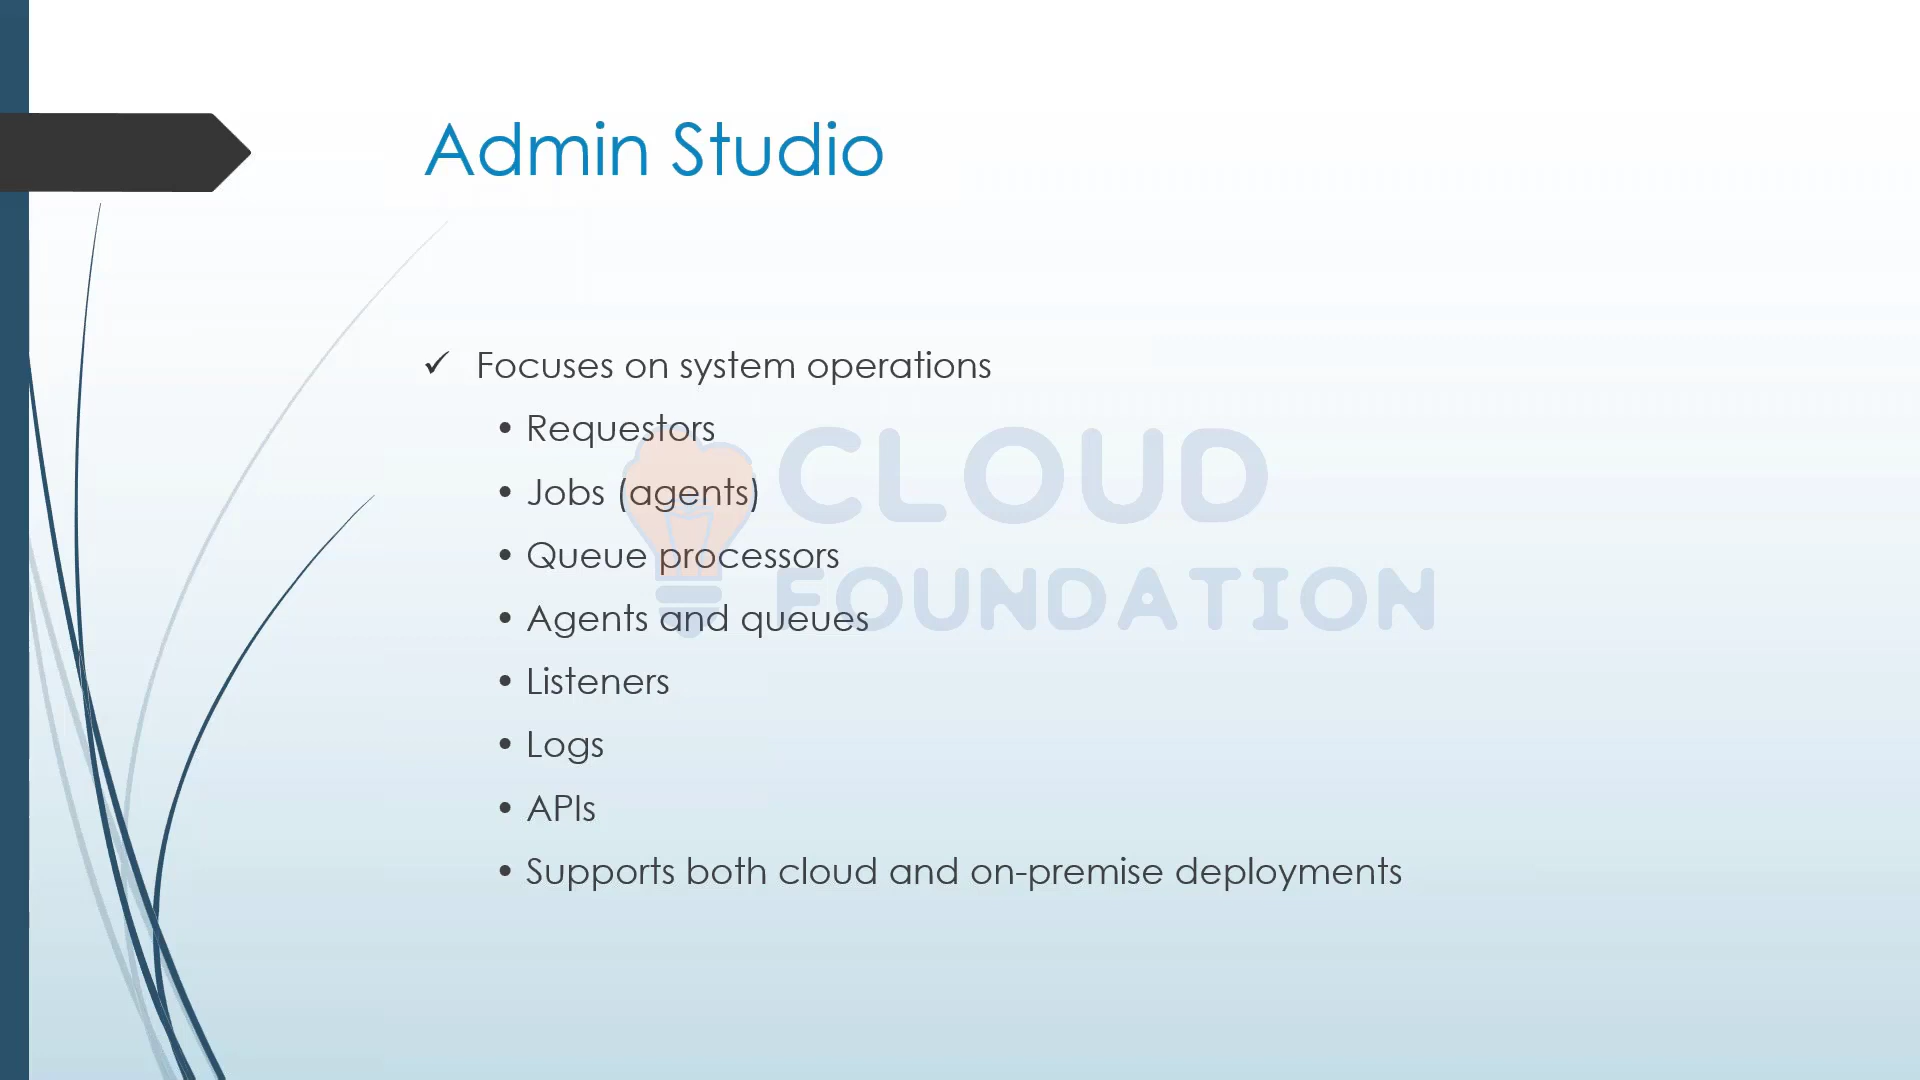 Admin Studio
✓ Focuses on system operations
• Requestors
• Jobs (agents)
• Queue processors
• Agents and queues
• Listeners
• Logs
• APIs
• Supports both cloud and on-premise deployments
CLOUD
FOUNDATION